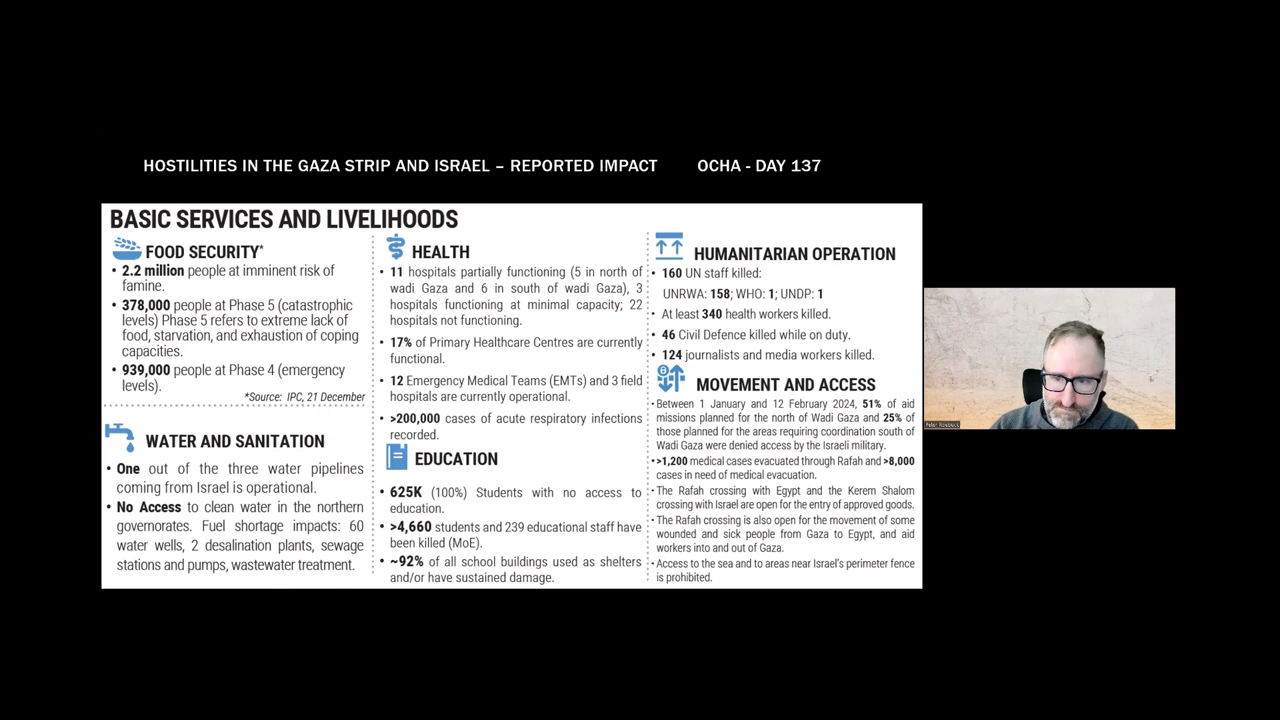 HOSTILITIES IN THE GAZA STRIP AND ISRAEL – REPORTED IMPACT OCHA - DAY 137
BASIC SERVICES AND LIVELIHOODS
FOOD SECURITY*
• 2.2 million people at imminent risk of
famine.
• 378,000 people at Phase 5 (catastrophic
levels) Phase 5 refers to extreme lack of
food, starvation, and exhaustion of coping
capacities.
• 939,000 people at Phase 4 (emergency
levels).
*Source: IPC, 21 December
WATER AND SANITATION
• One out of the three water pipelines
coming from Israel is operational.
• No Access to clean water in the northern
governorates. Fuel shortage impacts: 60
water wells, 2 desalination plants, sewage
stations and pumps, wastewater treatment.
HEALTH
• 11 hospitals partially functioning (5 in north of
wadi Gaza and 6 in south of wadi Gaza), 3
hospitals functioning at minimal capacity; 22
hospitals not functioning.
• 17% of Primary Healthcare Centres are currently
functional.
• 12 Emergency Medical Teams (EMTs) and 3 field
hospitals are currently operational.
• >200,000 cases of acute respiratory infections
recorded.
EDUCATION
• 625K (100%) Students with no access to
education.
• >4,660 students and 239 educational staff have
been killed (MoE).
• ~92% of all school buildings used as shelters
and/or have sustained damage.
HUMANITARIAN OPERATION
• 160 UN staff killed:
UNRWA: 158; WHO: 1; UNDP: 1
• At least 340 health workers killed.
• 46 Civil Defence killed while on duty.
• 124 journalists and media workers killed.
MOVEMENT AND ACCESS
• Between 1 January and 12 February 2024, 51% of aid
missions planned for the north of Wadi Gaza and 25% of
those planned for the areas requiring coordination south of
Wadi Gaza were denied access by the Israeli military.
• >1,200 medical cases evacuated through Rafah and >8,000
cases in need of medical evacuation.
• The Rafah crossing with Egypt and the Kerem Shalom
crossing with Israel are open for the entry of approved goods.
• The Rafah crossing is also open for the movement of some
wounded and sick people from Gaza to Egypt, and aid
workers into and out of Gaza.
• Access to the sea and to areas near Israel's perimeter fence
is prohibited.
Peter